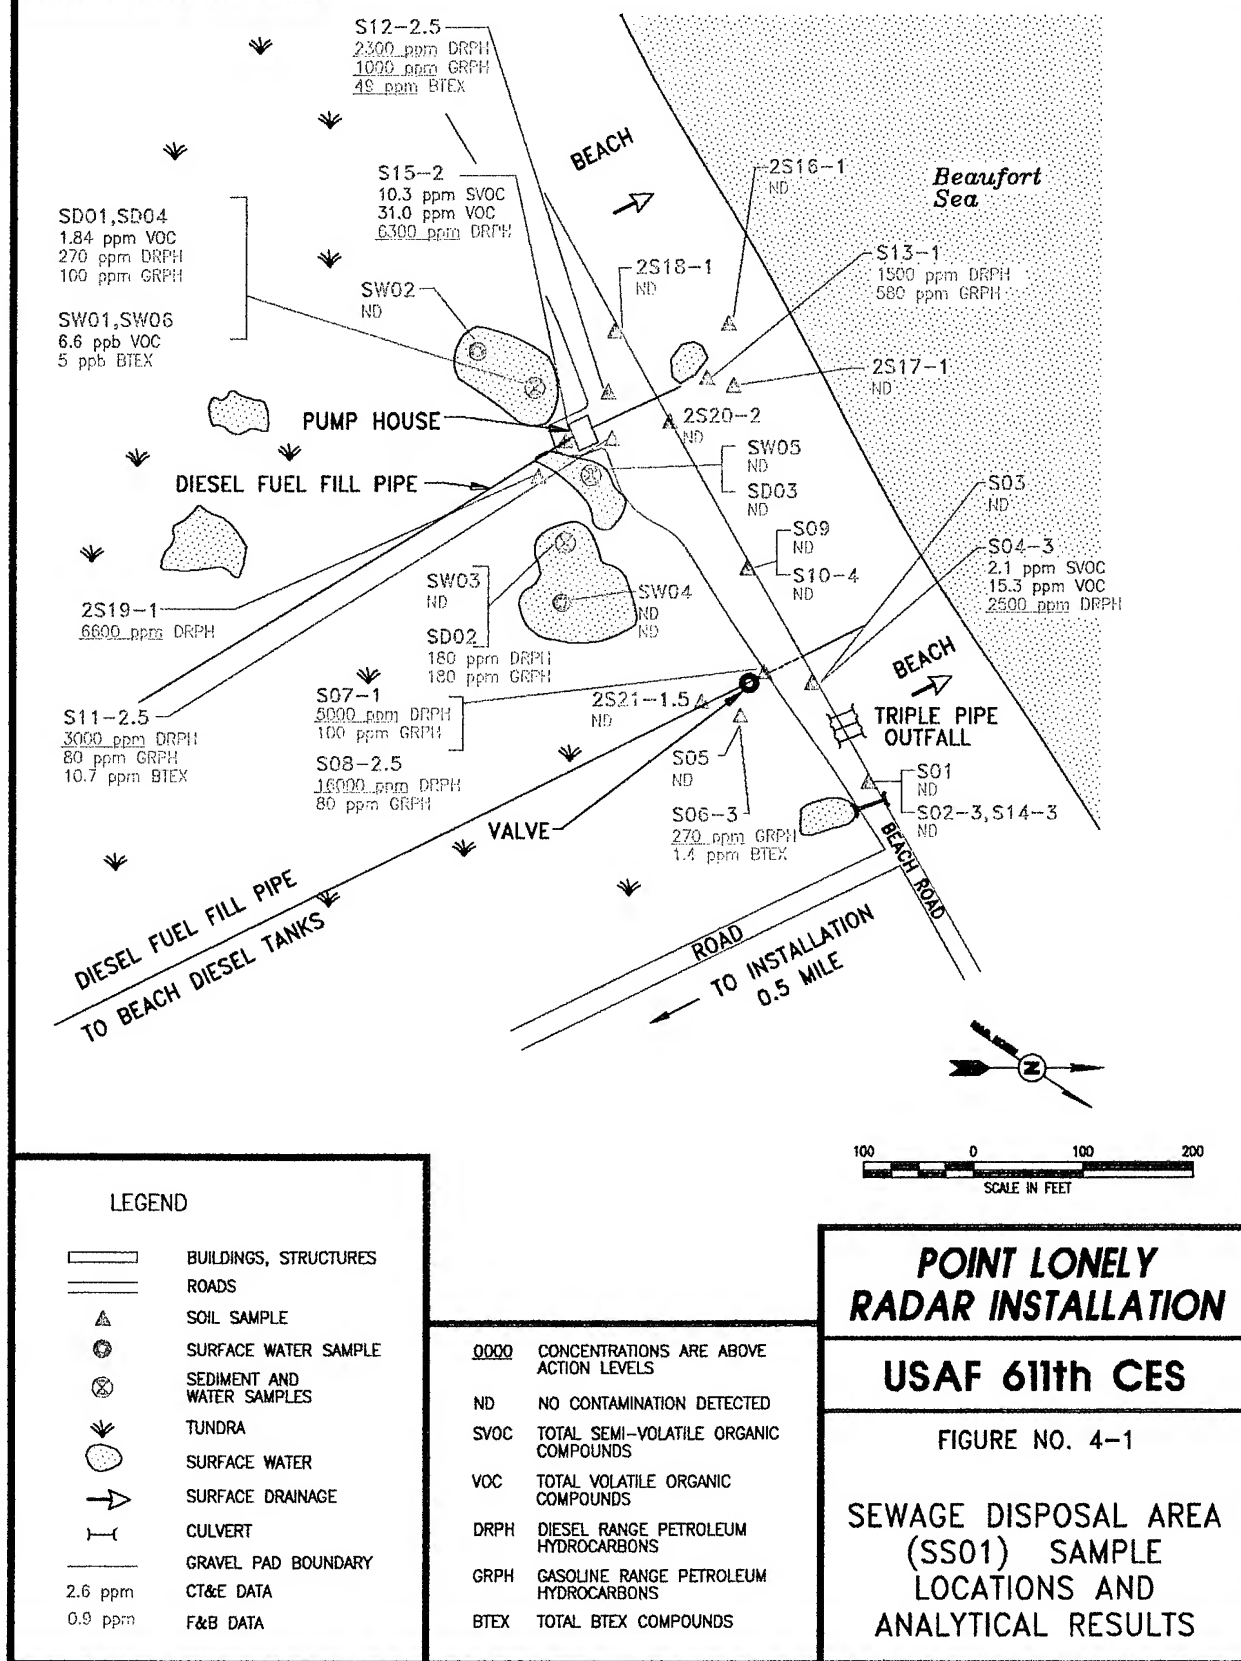 S12-2.5
2300 ppm DRPH
1000 ppm GRPH
49 ppm BTEX
BEACH
S15-2
10.3 ppm SVOC
31.0 ppm VOC
6300 ppm DRPH
2S16-1
ND
Beaufort
Sea
SD01,SD04
1.84 ppm VOC
270 ppm DRPH
100 ppm GRPH
SW01,SW06
6.6 ppb VOC
5 ppb BTEX
SW02
ND
2S18-1
ND
S13-1
1500 ppm DRPH
580 ppm GRPH
2S17-1
ND
PUMP HOUSE
2S20-2
ND
DIESEL FUEL FILL PIPE
SW05
ND
SD03
ND
S03
ND
S09
ND
S10-4
ND
S04-3
2.1 ppm SVOC
15.3 ppm VOC
2500 ppm DRPH
2S19-1
6600 ppm DRPH
SW03
ND
SD02
180 ppm DRPH
180 ppm GRPH
SW04
ND
ND
BEACH
S11-2.5
3000 ppm DRPH
80 ppm GRPH
10.7 ppm BTEX
S07-1
5000 ppm DRPH
100 ppm GRPH
S08-2.5
16000 ppm DRPH
80 ppm GRPH
2S21-1.5
ND
TRIPLE PIPE
OUTFALL
S05
ND
S06-3
270 ppm GRPH
1.4 ppm BTEX
S01
ND
S02-3,S14-3
ND
VALVE
BEACH ROAD
DIESEL FUEL FILL PIPE
TO BEACH DIESEL TANKS
ROAD
TO INSTALLATION
0.5 MILE
N
100 0 100 200
SCALE IN FEET
LEGEND
BUILDINGS, STRUCTURES
ROADS
SOIL SAMPLE
SURFACE WATER SAMPLE
SEDIMENT AND
WATER SAMPLES
TUNDRA
SURFACE WATER
SURFACE DRAINAGE
CULVERT
GRAVEL PAD BOUNDARY
2.6 ppm CT&E DATA
0.9 ppm F&B DATA
0000 CONCENTRATIONS ARE ABOVE
ACTION LEVELS
ND NO CONTAMINATION DETECTED
SVOC TOTAL SEMI-VOLATILE ORGANIC
COMPOUNDS
VOC TOTAL VOLATILE ORGANIC
COMPOUNDS
DRPH DIESEL RANGE PETROLEUM
HYDROCARBONS
GRPH GASOLINE RANGE PETROLEUM
HYDROCARBONS
BTEX TOTAL BTEX COMPOUNDS
POINT LONELY
RADAR INSTALLATION
USAF 611th CES
FIGURE NO. 4-1
SEWAGE DISPOSAL AREA
(SS01) SAMPLE
LOCATIONS AND
ANALYTICAL RESULTS